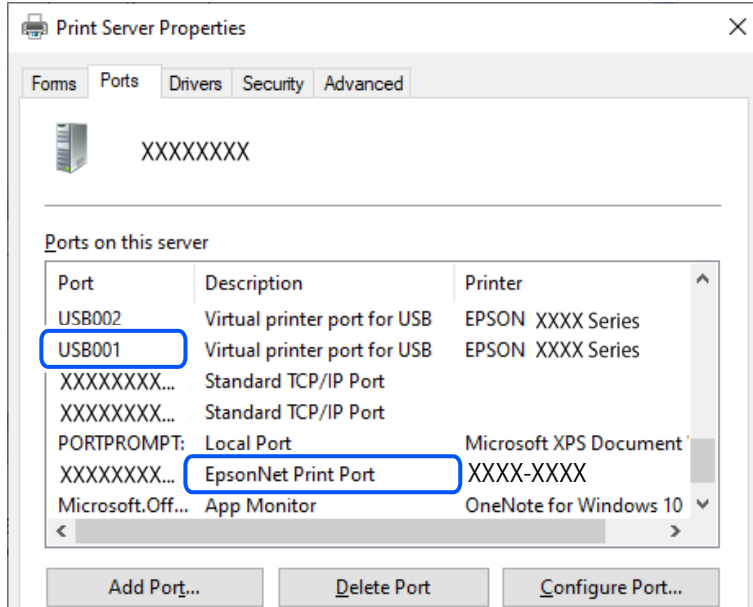 Print Server Properties
Forms Ports Drivers Security Advanced
XXXXXXXX
Ports on this server
Port Description Printer
USB002 Virtual printer port for USB EPSON XXXX Series
USB001 Virtual printer port for USB EPSON XXXX Series
XXXXXXXX... Standard TCP/IP Port
XXXXXXXX... Standard TCP/IP Port
PORTPROMPT: Local Port Microsoft XPS Document
XXXXXXXX... EpsonNet Print Port XXXX-XXXX
Microsoft.Off... App Monitor OneNote for Windows 10
Add Port... Delete Port Configure Port...